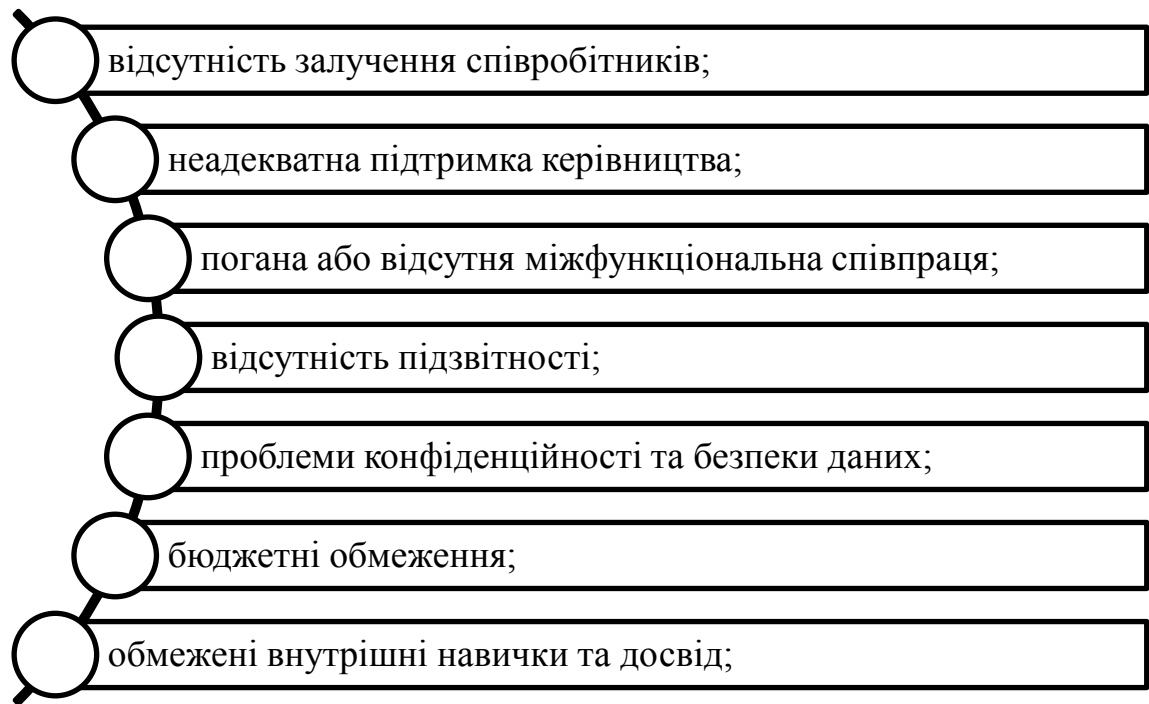 відсутність залучення співробітників;
неадекватна підтримка керівництва;
погана або відсутня міжфункціональна співпраця;
відсутність підзвітності;
проблеми конфіденційності та безпеки даних;
бюджетні обмеження;
обмежені внутрішні навички та досвід;